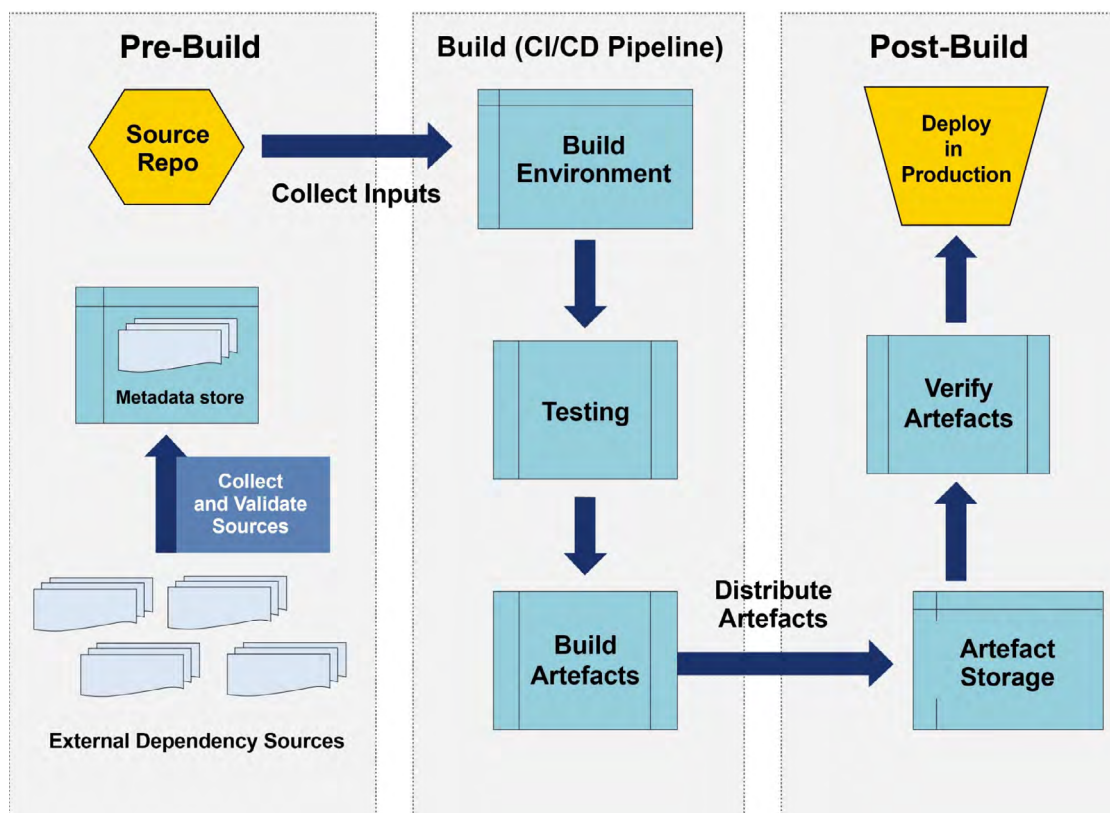 Pre-Build
Source
Repo
Collect Inputs
Metadata store
Collect
and Validate
Sources
External Dependency Sources
Build (CI/CD Pipeline)
Build
Environment
Testing
Build
Artefacts
Distribute
Artefacts
Post-Build
Deploy
in
Production
Verify
Artefacts
Artefact
Storage